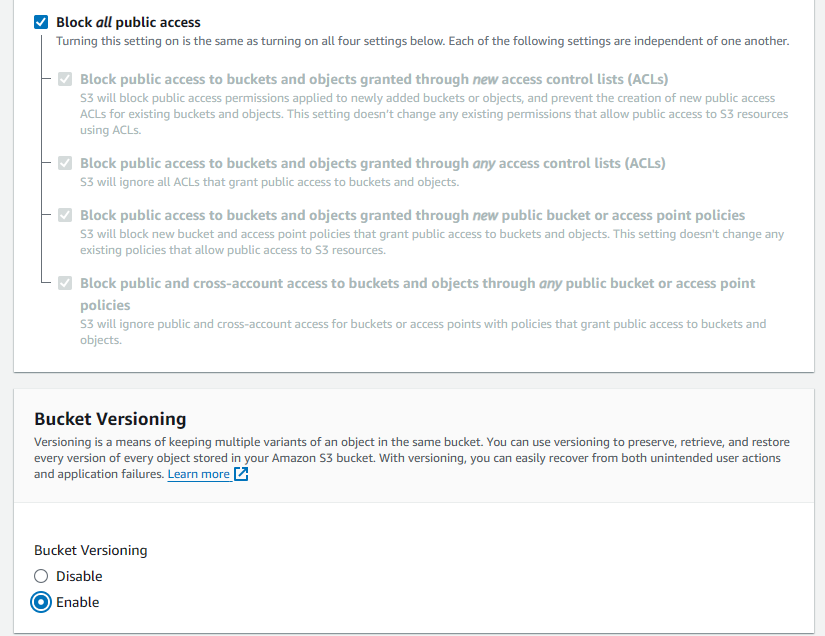 Block all public access
Turning this setting on is the same as turning on all four settings below. Each of the following settings are independent of one another.
Block public access to buckets and objects granted through new access control lists (ACLs)
S3 will block public access permissions applied to newly added buckets or objects, and prevent the creation of new public access
ACLs for existing buckets and objects. This setting doesn't change any existing permissions that allow public access to S3 resources
using ACLs.
Block public access to buckets and objects granted through any access control lists (ACLs)
S3 will ignore all ACLs that grant public access to buckets and objects.
Block public access to buckets and objects granted through new public bucket or access point policies
S3 will block new bucket and access point policies that grant public access to buckets and objects. This setting doesn't change any
existing policies that allow public access to S3 resources.
Block public and cross-account access to buckets and objects through any public bucket or access point
policies
S3 will ignore public and cross-account access for buckets or access points with policies that grant public access to buckets and
objects.
Bucket Versioning
Versioning is a means of keeping multiple variants of an object in the same bucket. You can use versioning to preserve, retrieve, and restore
every version of every object stored in your Amazon S3 bucket. With versioning, you can easily recover from both unintended user actions
and application failures. Learn more
Bucket Versioning
Disable
Enable